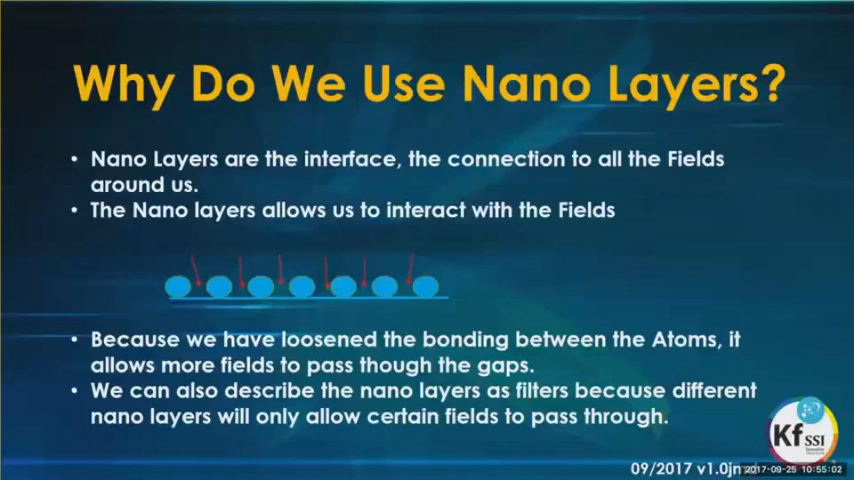 Why Do We Use Nano Layers?
• Nano Layers are the interface, the connection to all the Fields
around us.
• The Nano layers allows us to interact with the Fields
• Because we have loosened the bonding between the Atoms, it
allows more fields to pass though the gaps.
• We can also describe the nano layers as filters because different
nano layers will only allow certain fields to pass through.
Kf SSI
09/2017 v1.0jm
2017-09-25 10:55:02